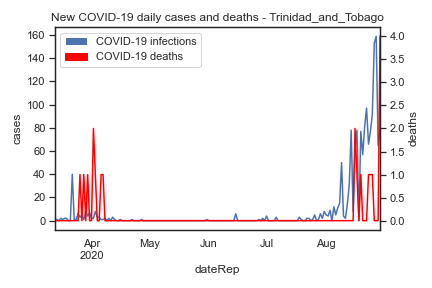 New COVID-19 daily cases and deaths - Trinidad_and_Tobago
COVID-19 infections
COVID-19 deaths
cases
160
140
120
100
80
60
40
20
0
deaths
4.0
3.5
3.0
2.5
2.0
1.5
1.0
0.5
0.0
Apr
2020
May
Jun
Jul
Aug
dateRep